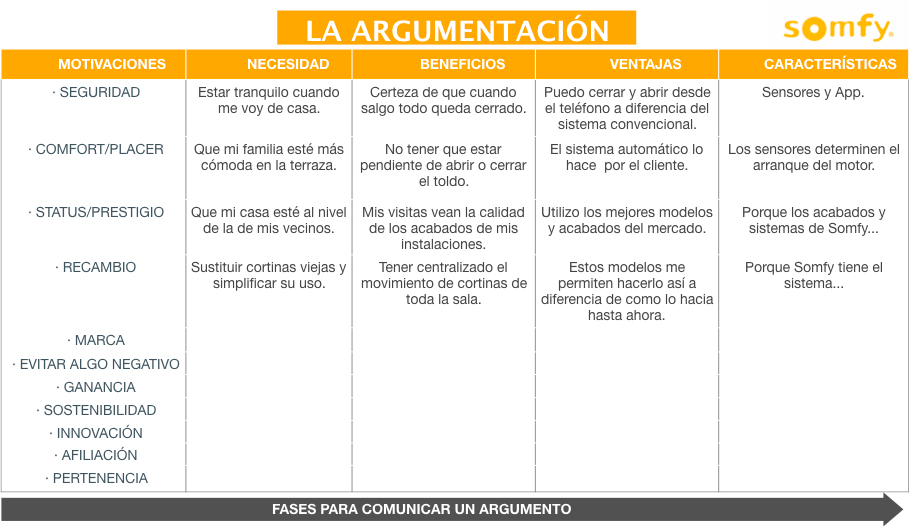 LA ARGUMENTACIÓN
somfy.
MOTIVACIONES NECESIDAD BENEFICIOS VENTAJAS CARACTERÍSTICAS
· SEGURIDAD
Estar tranquilo cuando
me voy de casa.
Certeza de que cuando
salgo todo queda cerrado.
Puedo cerrar y abrir desde
el teléfono a diferencia del
sistema convencional.
Sensores y App.
· COMFORT/PLACER
Que mi familia esté más
cómoda en la terraza.
No tener que estar
pendiente de abrir o cerrar
el toldo.
El sistema automático lo
hace por el cliente.
Los sensores determinen el
arranque del motor.
· STATUS/PRESTIGIO
Que mi casa esté al nivel
de la de mis vecinos.
Mis visitas vean la calidad
de los acabados de mis
instalaciones.
Utilizo los mejores modelos
y acabados del mercado.
Porque los acabados y
sistemas de Somfy...
· RECAMBIO
Sustituir cortinas viejas y
simplificar su uso.
Tener centralizado el
movimiento de cortinas de
toda la sala.
Estos modelos me
permiten hacerlo así a
diferencia de como lo hacia
hasta ahora.
Porque Somfy tiene el
sistema...
· MARCA
· EVITAR ALGO NEGATIVO
· GANANCIA
· SOSTENIBILIDAD
· INNOVACIÓN
· AFILIACIÓN
· PERTENENCIA
FASES PARA COMUNICAR UN ARGUMENTO